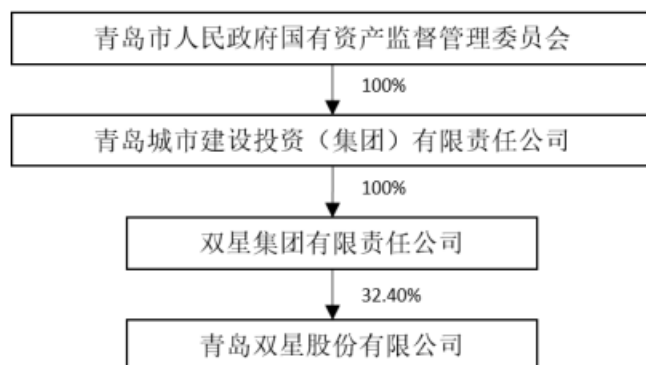 青岛市人民政府国有资产监督管理委员会
100%
青岛城市建设投资（集团）有限责任公司
100%
双星集团有限责任公司
32.40%
青岛双星股份有限公司